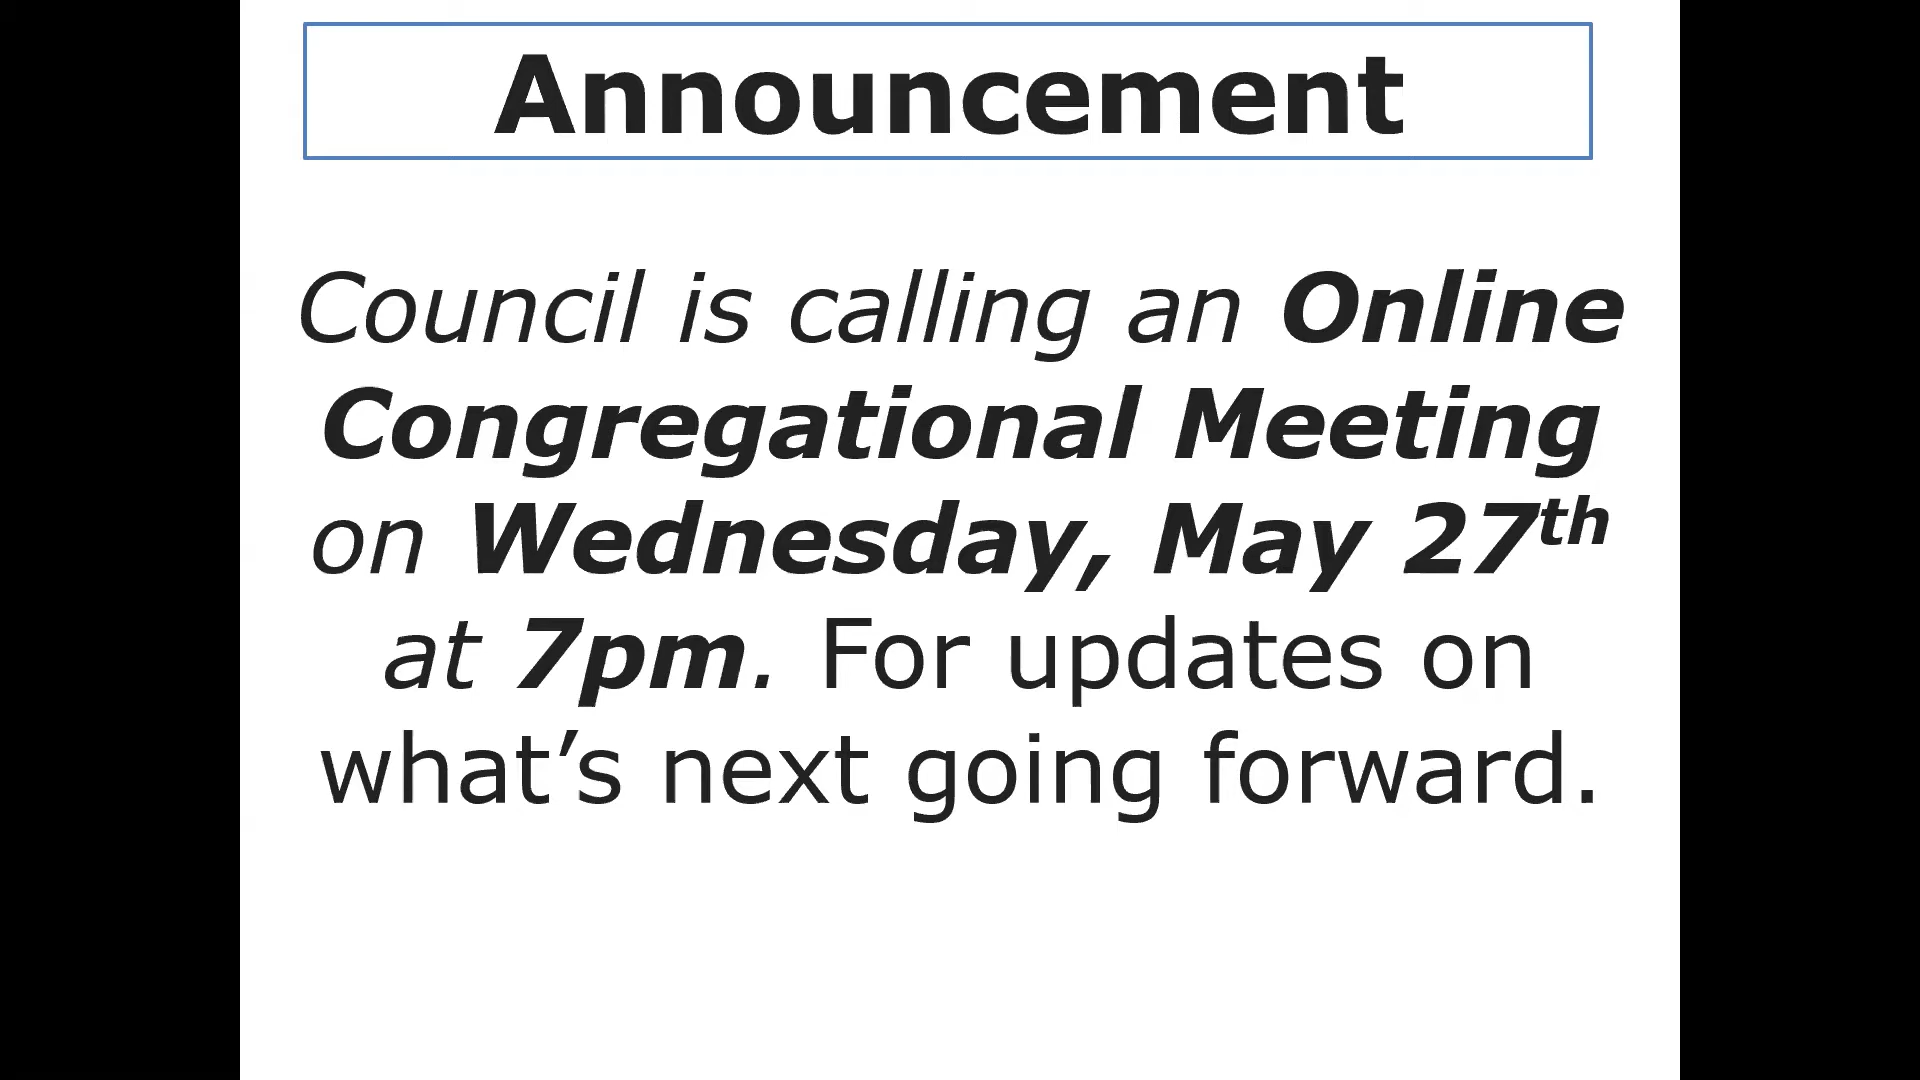 Announcement
Council is calling an Online
Congregational Meeting
on Wednesday, May 27th
at 7pm. For updates on
what’s next going forward.